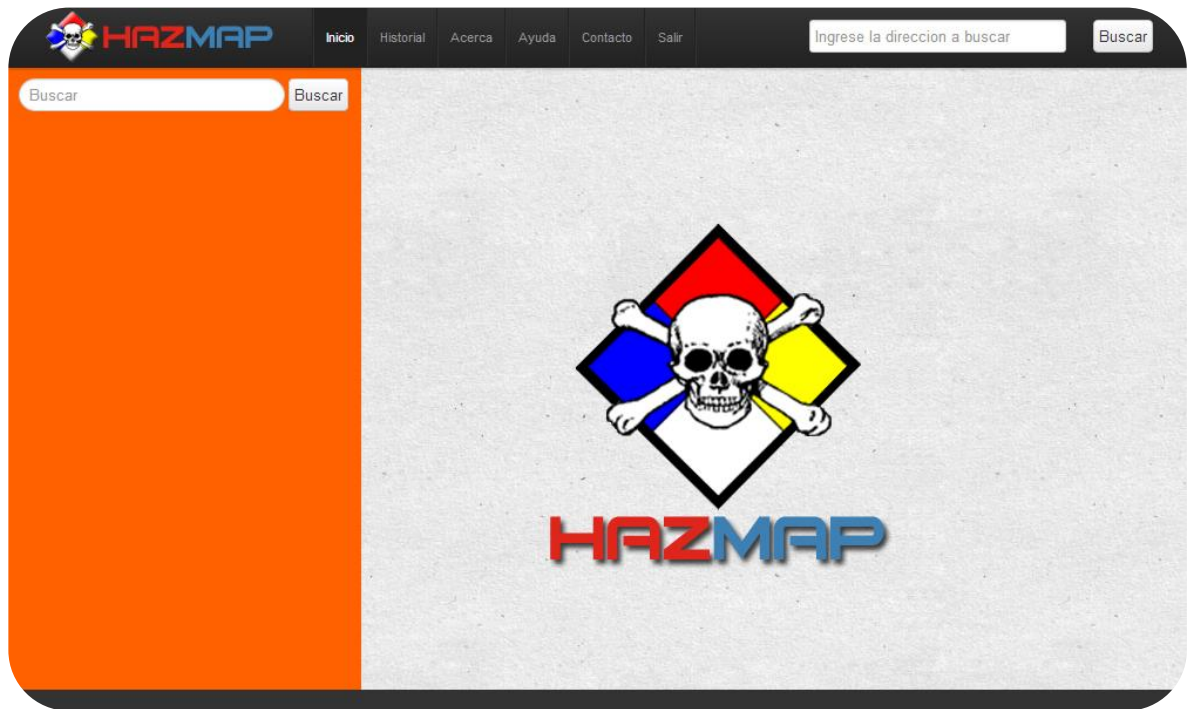 HAZMAP Inicio Historial Acerca Ayuda Contacto Salir Ingrese la direccion a buscar Buscar
Buscar Buscar
HAZMAP